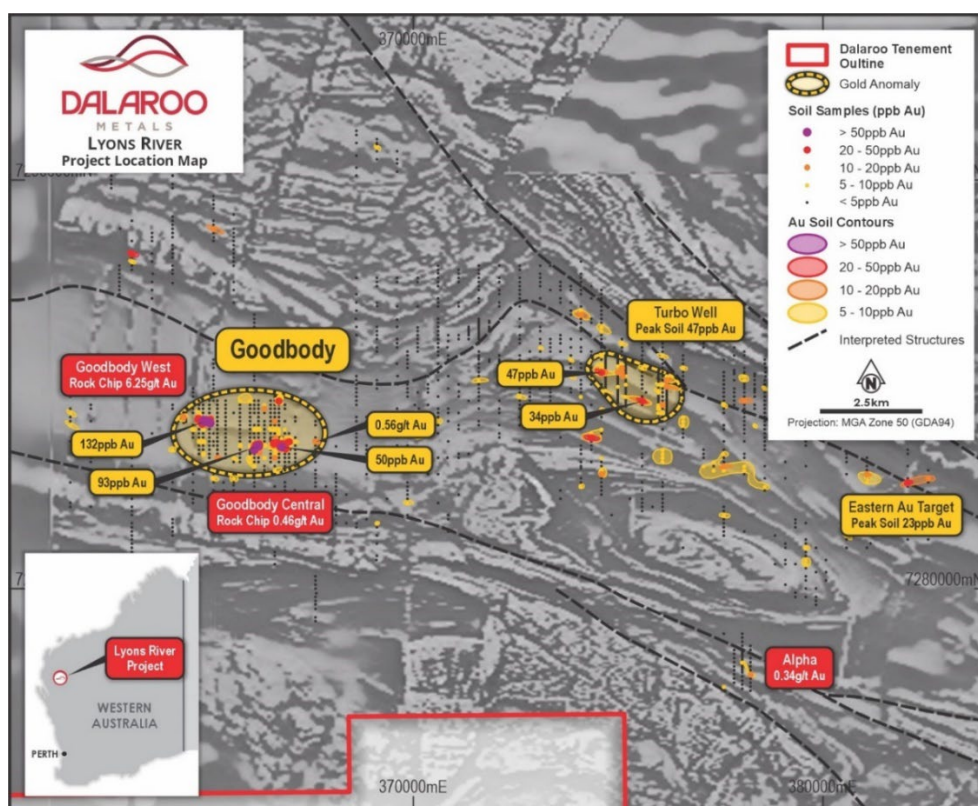 370000mE
DALAROO
METALS
LYONS RIVER
Project Location Map
Dalaroo Tenement
Oultine
Gold Anomaly
Soil Samples (ppb Au)
> 50ppb Au
20 - 50ppb Au
10 - 20ppb Au
5 - 10ppb Au
< 5ppb Au
Au Soil Contours
> 50ppb Au
20 - 50ppb Au
10 - 20ppb Au
5 - 10ppb Au
Interpreted Structures
N
2.5km
Projection: MGA Zone 50 (GDA94)
Turbo Well
Peak Soil 47ppb Au
Goodbody
Goodbody West
Rock Chip 6.25g/t Au
47ppb Au
34ppb Au
132ppb Au
0.56g/t Au
93ppb Au
50ppb Au
Goodbody Central
Rock Chip 0.46g/t Au
Eastern Au Target
Peak Soil 23ppb Au
7280000mN
Lyons River
Project
WESTERN
AUSTRALIA
PERTH
Alpha
0.34g/t Au
370000mE
380000mE